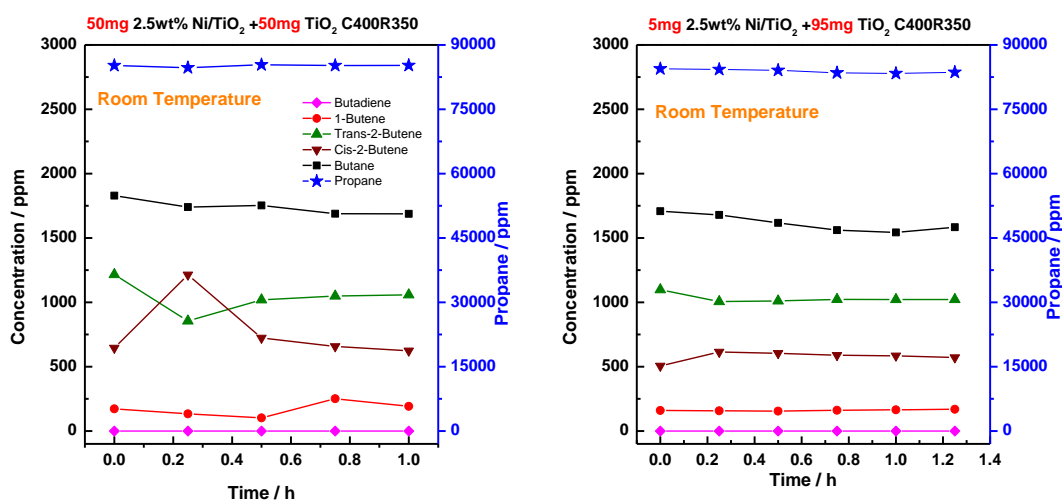 50mg 2.5wt% Ni/TiO₂ +50mg TiO₂ C400R350
3000
2500
2000
1500
1000
500
0
Concentration / ppm
90000
75000
60000
45000
30000
15000
0
Propane / ppm
Room Temperature
Butadiene
1-Butene
Trans-2-Butene
Cis-2-Butene
Butane
Propane
0.0 0.2 0.4 0.6 0.8 1.0
Time / h
5mg 2.5wt% Ni/TiO₂ +95mg TiO₂ C400R350
3000
2500
2000
1500
1000
500
0
Concentration / ppm
90000
75000
60000
45000
30000
15000
0
Propane / ppm
Room Temperature
0.0 0.2 0.4 0.6 0.8 1.0 1.2 1.4
Time / h